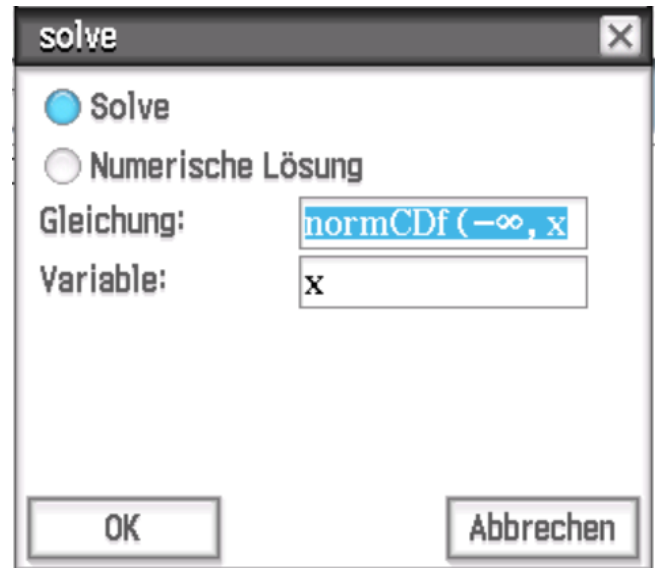 solve
Solve
Numerische Lösung
Gleichung: normCDf(−∞, x
Variable: x
OK Abbrechen